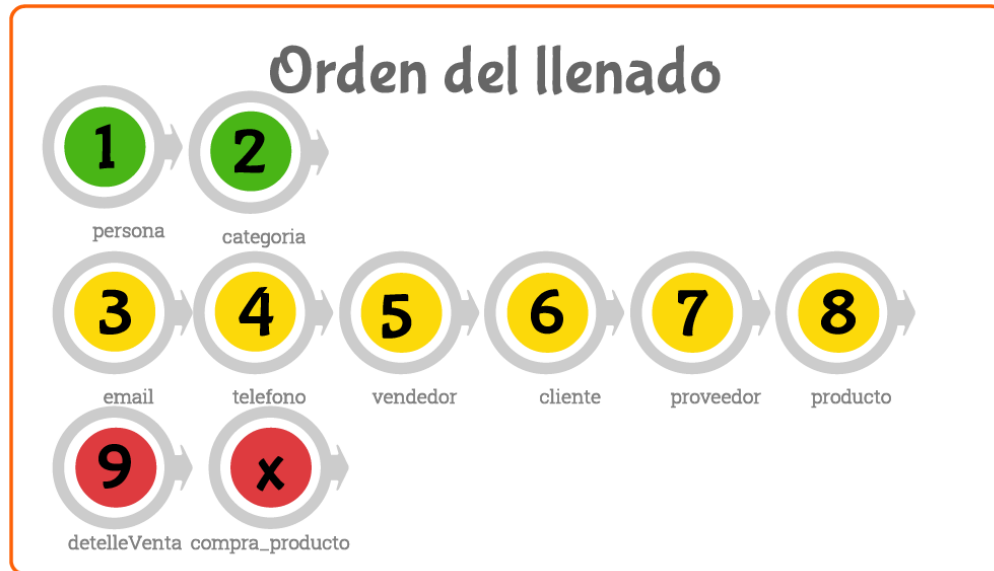 Orden del llenado
1 2
persona categoria
3 4 5 6 7 8
email telefono vendedor cliente proveedor producto
9 x
detelleVenta compra_producto